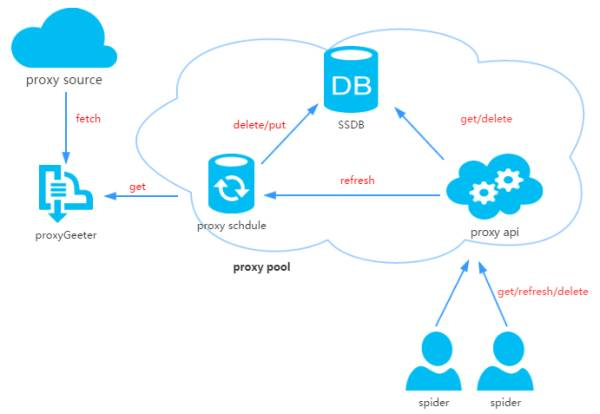 proxy source
fetch
DB
SSDB
delete/put
get/delete
get
refresh
proxyGeeter
proxy schdule
proxy api
proxy pool
get/refresh/delete
spider
spider